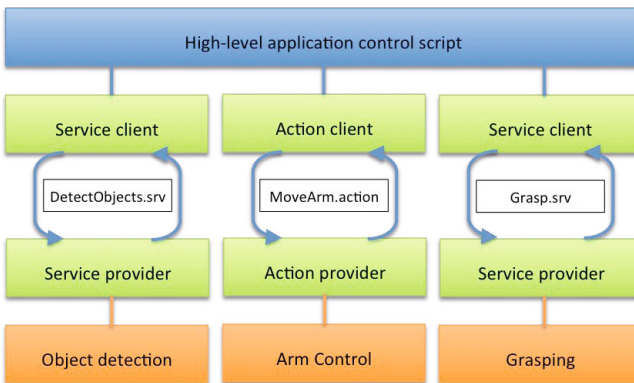 High-level application control script
Service client
Action client
Service client
DetectObjects.srv
MoveArm.action
Grasp.srv
Service provider
Action provider
Service provider
Object detection
Arm Control
Grasping